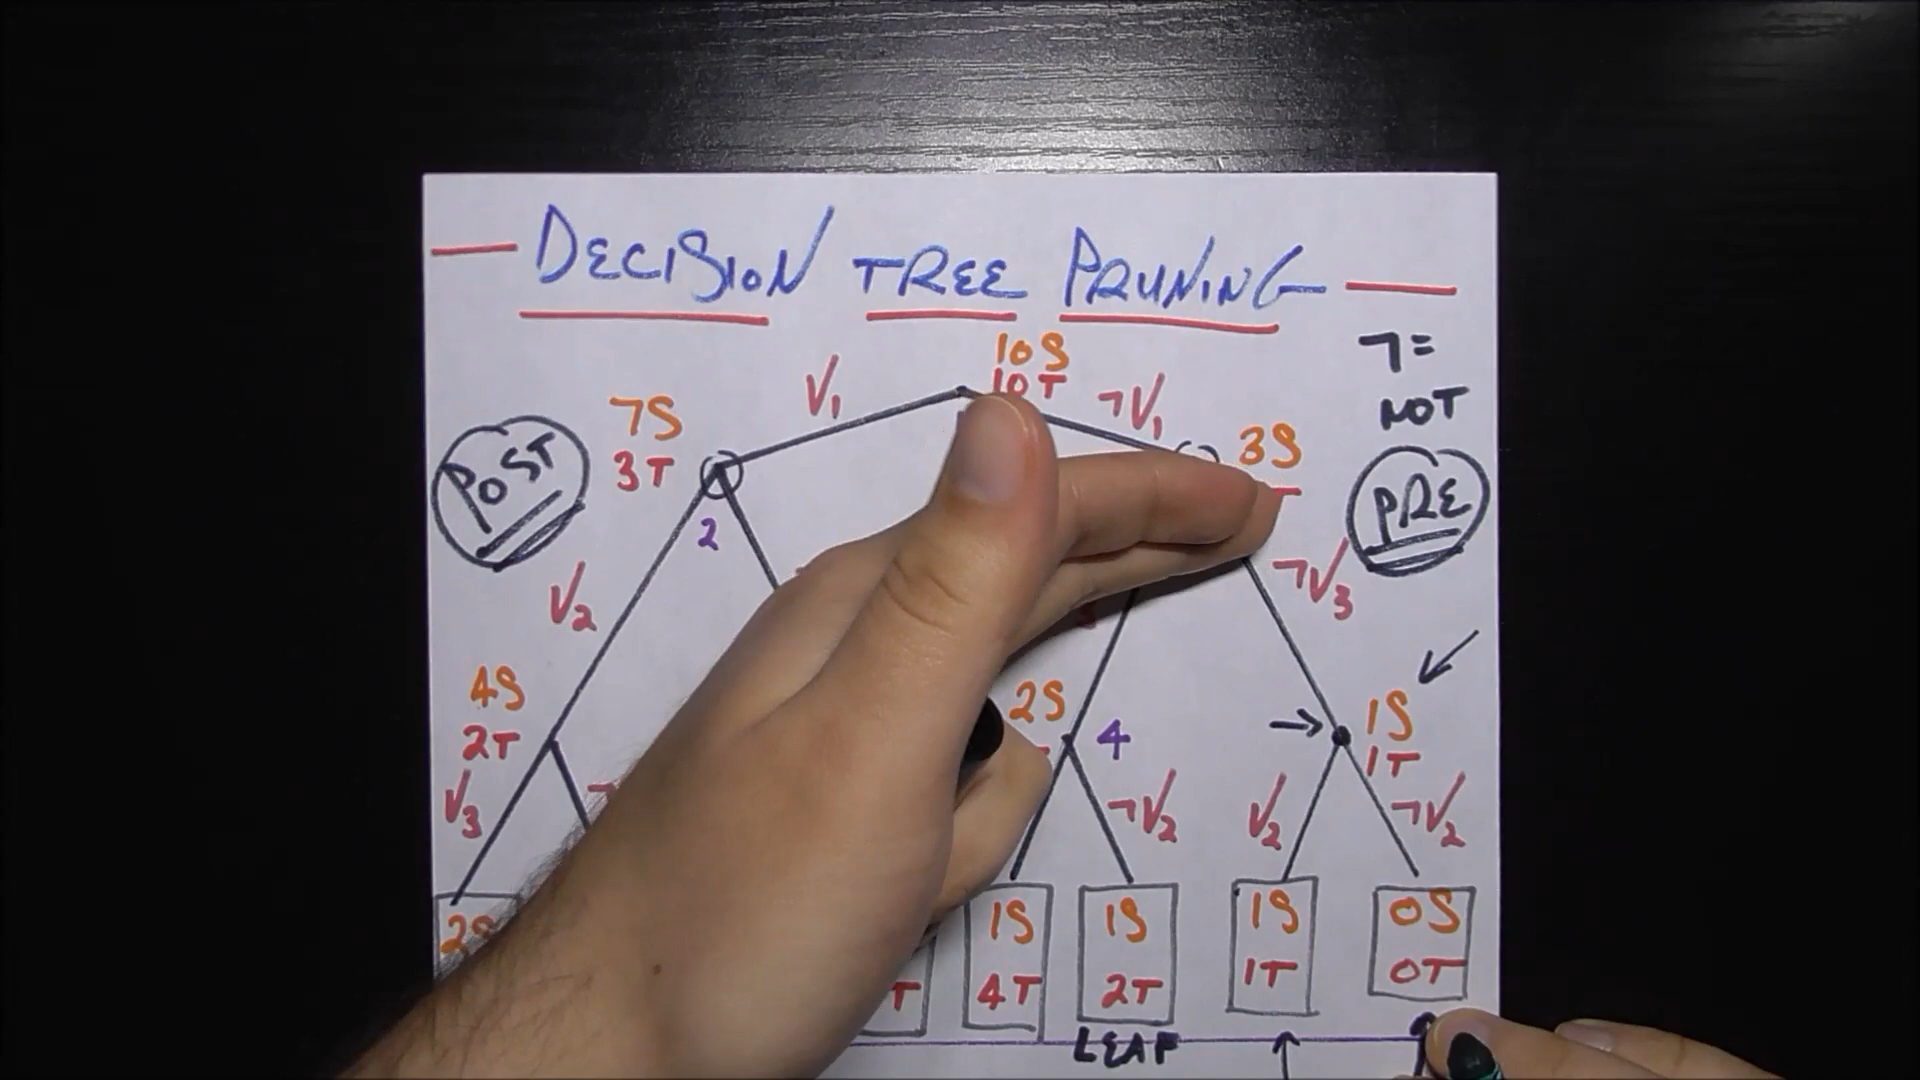 DECISION TREE PRUNING
10S
10T
¬=
NOT
V1
¬V1
7S
3T
3S
POST
PRE
2
V2
¬V3
4S
2T
2S
4
1S
1T
V3
¬V2
V2
¬V2
2S
1S
4T
1S
2T
1S
1T
0S
0T
T
LEAF